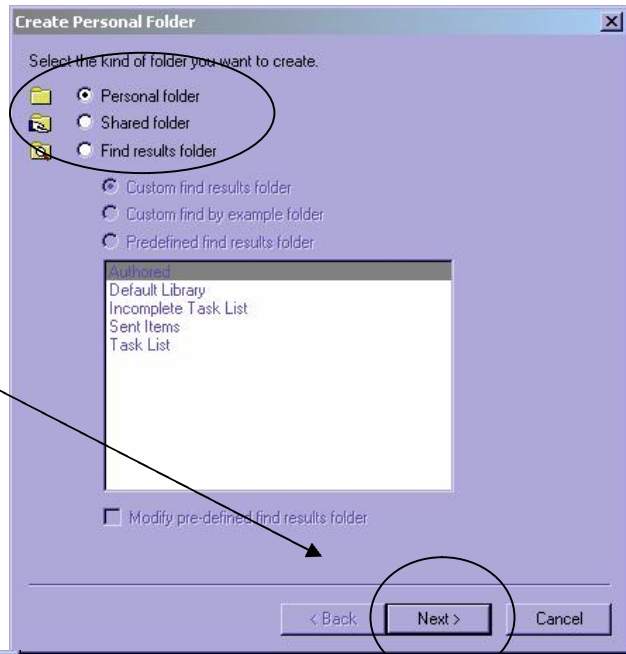 Create Personal Folder
Select the kind of folder you want to create.
Personal folder
Shared folder
Find results folder
Custom find results folder
Custom find by example folder
Predefined find results folder
Authored
Default Library
Incomplete Task List
Sent Items
Task List
Modify pre-defined find results folder
< Back Next > Cancel